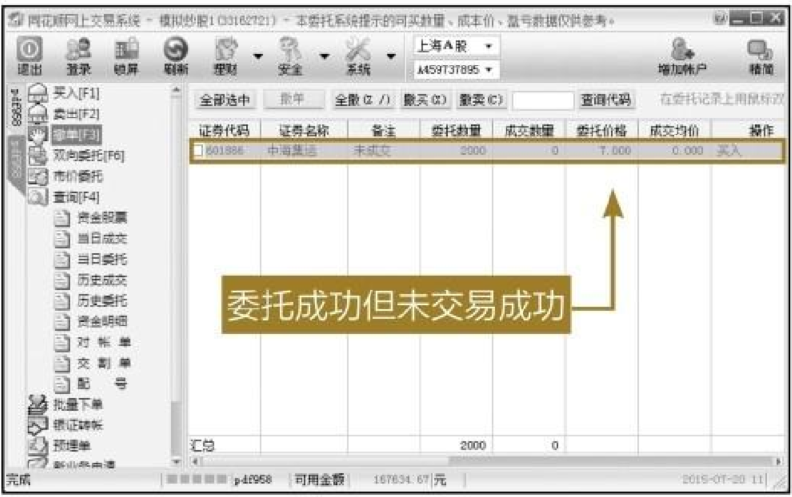 同花顺网上交易系统 - 模拟炒股1(33162721) - 本委托系统提示的可买数量、成本价、盈亏数据仅供参考。
退出 登录 锁屏 刷新 理财 安全 系统 上海A股 增加帐户 精简
A459737895
全部选中 撤单 全撤(Z /) 撤买(X) 撤卖(C) 查询代码 在委托记录上用鼠标双
证券代码 证券名称 备注 委托数量 成交数量 委托价格 成交均价 操作
601866 中海集运 未成交 2000 0 7.000 0.000 买入
p4f958
买入[F1]
卖出[F2]
撤单[F3]
双向委托[F6]
市价委托
查询[F4]
资金股票
当日成交
当日委托
历史成交
历史委托
资金明细
对 帐 单
交 割 单
配 号
批量下单
银证转帐
预埋单
新业务申请
委托成功但未交易成功
汇总 2000 0
完成 p4f958 可用金额 167634.67元 2015-07-20 11